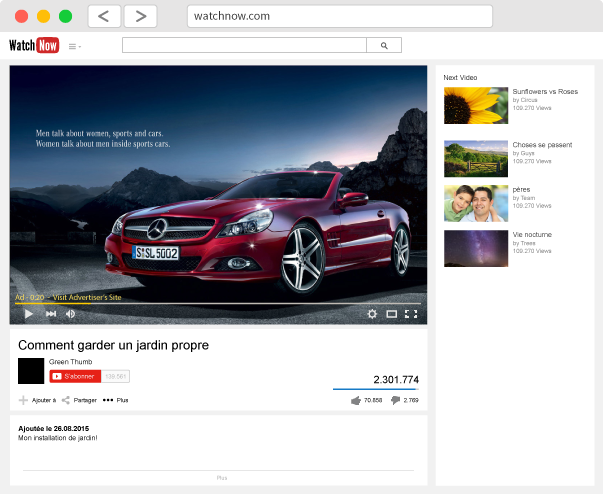 watchnow.com
Watch Now
Men talk about women, sports and cars.
Women talk about men inside sports cars.
S·SL 5002
Ad - 0:20 - Visit Advertiser's Site
Comment garder un jardin propre
Green Thumb
S'abonner 109.561
2.301.774
Ajouter à Partager Plus 70.858 2.769
Ajoutée le 26.08.2015
Mon installation de jardin!
Plus
Next Video
Sunflowers vs Roses
by Circus
109.270 Views
Choses se passent
by Guys
109.270 Views
pères
by Team
109.270 Views
Vie nocturne
by Trees
109.270 Views